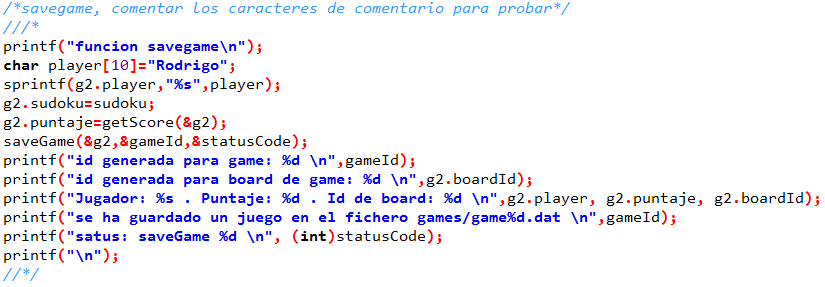 /*savegame, comentar los caracteres de comentario para probar*/
///*
printf("funcion savegame\n");
char player[10]="Rodrigo";
sprintf(g2.player,"%s",player);
g2.sudoku=sudoku;
g2.puntaje=getScore(&g2);
saveGame(&g2,&gameId,&statusCode);
printf("id generada para game: %d \n",gameId);
printf("id generada para board de game: %d \n",g2.boardId);
printf("Jugador: %s . Puntaje: %d . Id de board: %d \n",g2.player, g2.puntaje, g2.boardId);
printf("se ha guardado un juego en el fichero games/game%d.dat \n",gameId);
printf("satus: saveGame %d \n", (int)statusCode);
printf("\n");
//*/